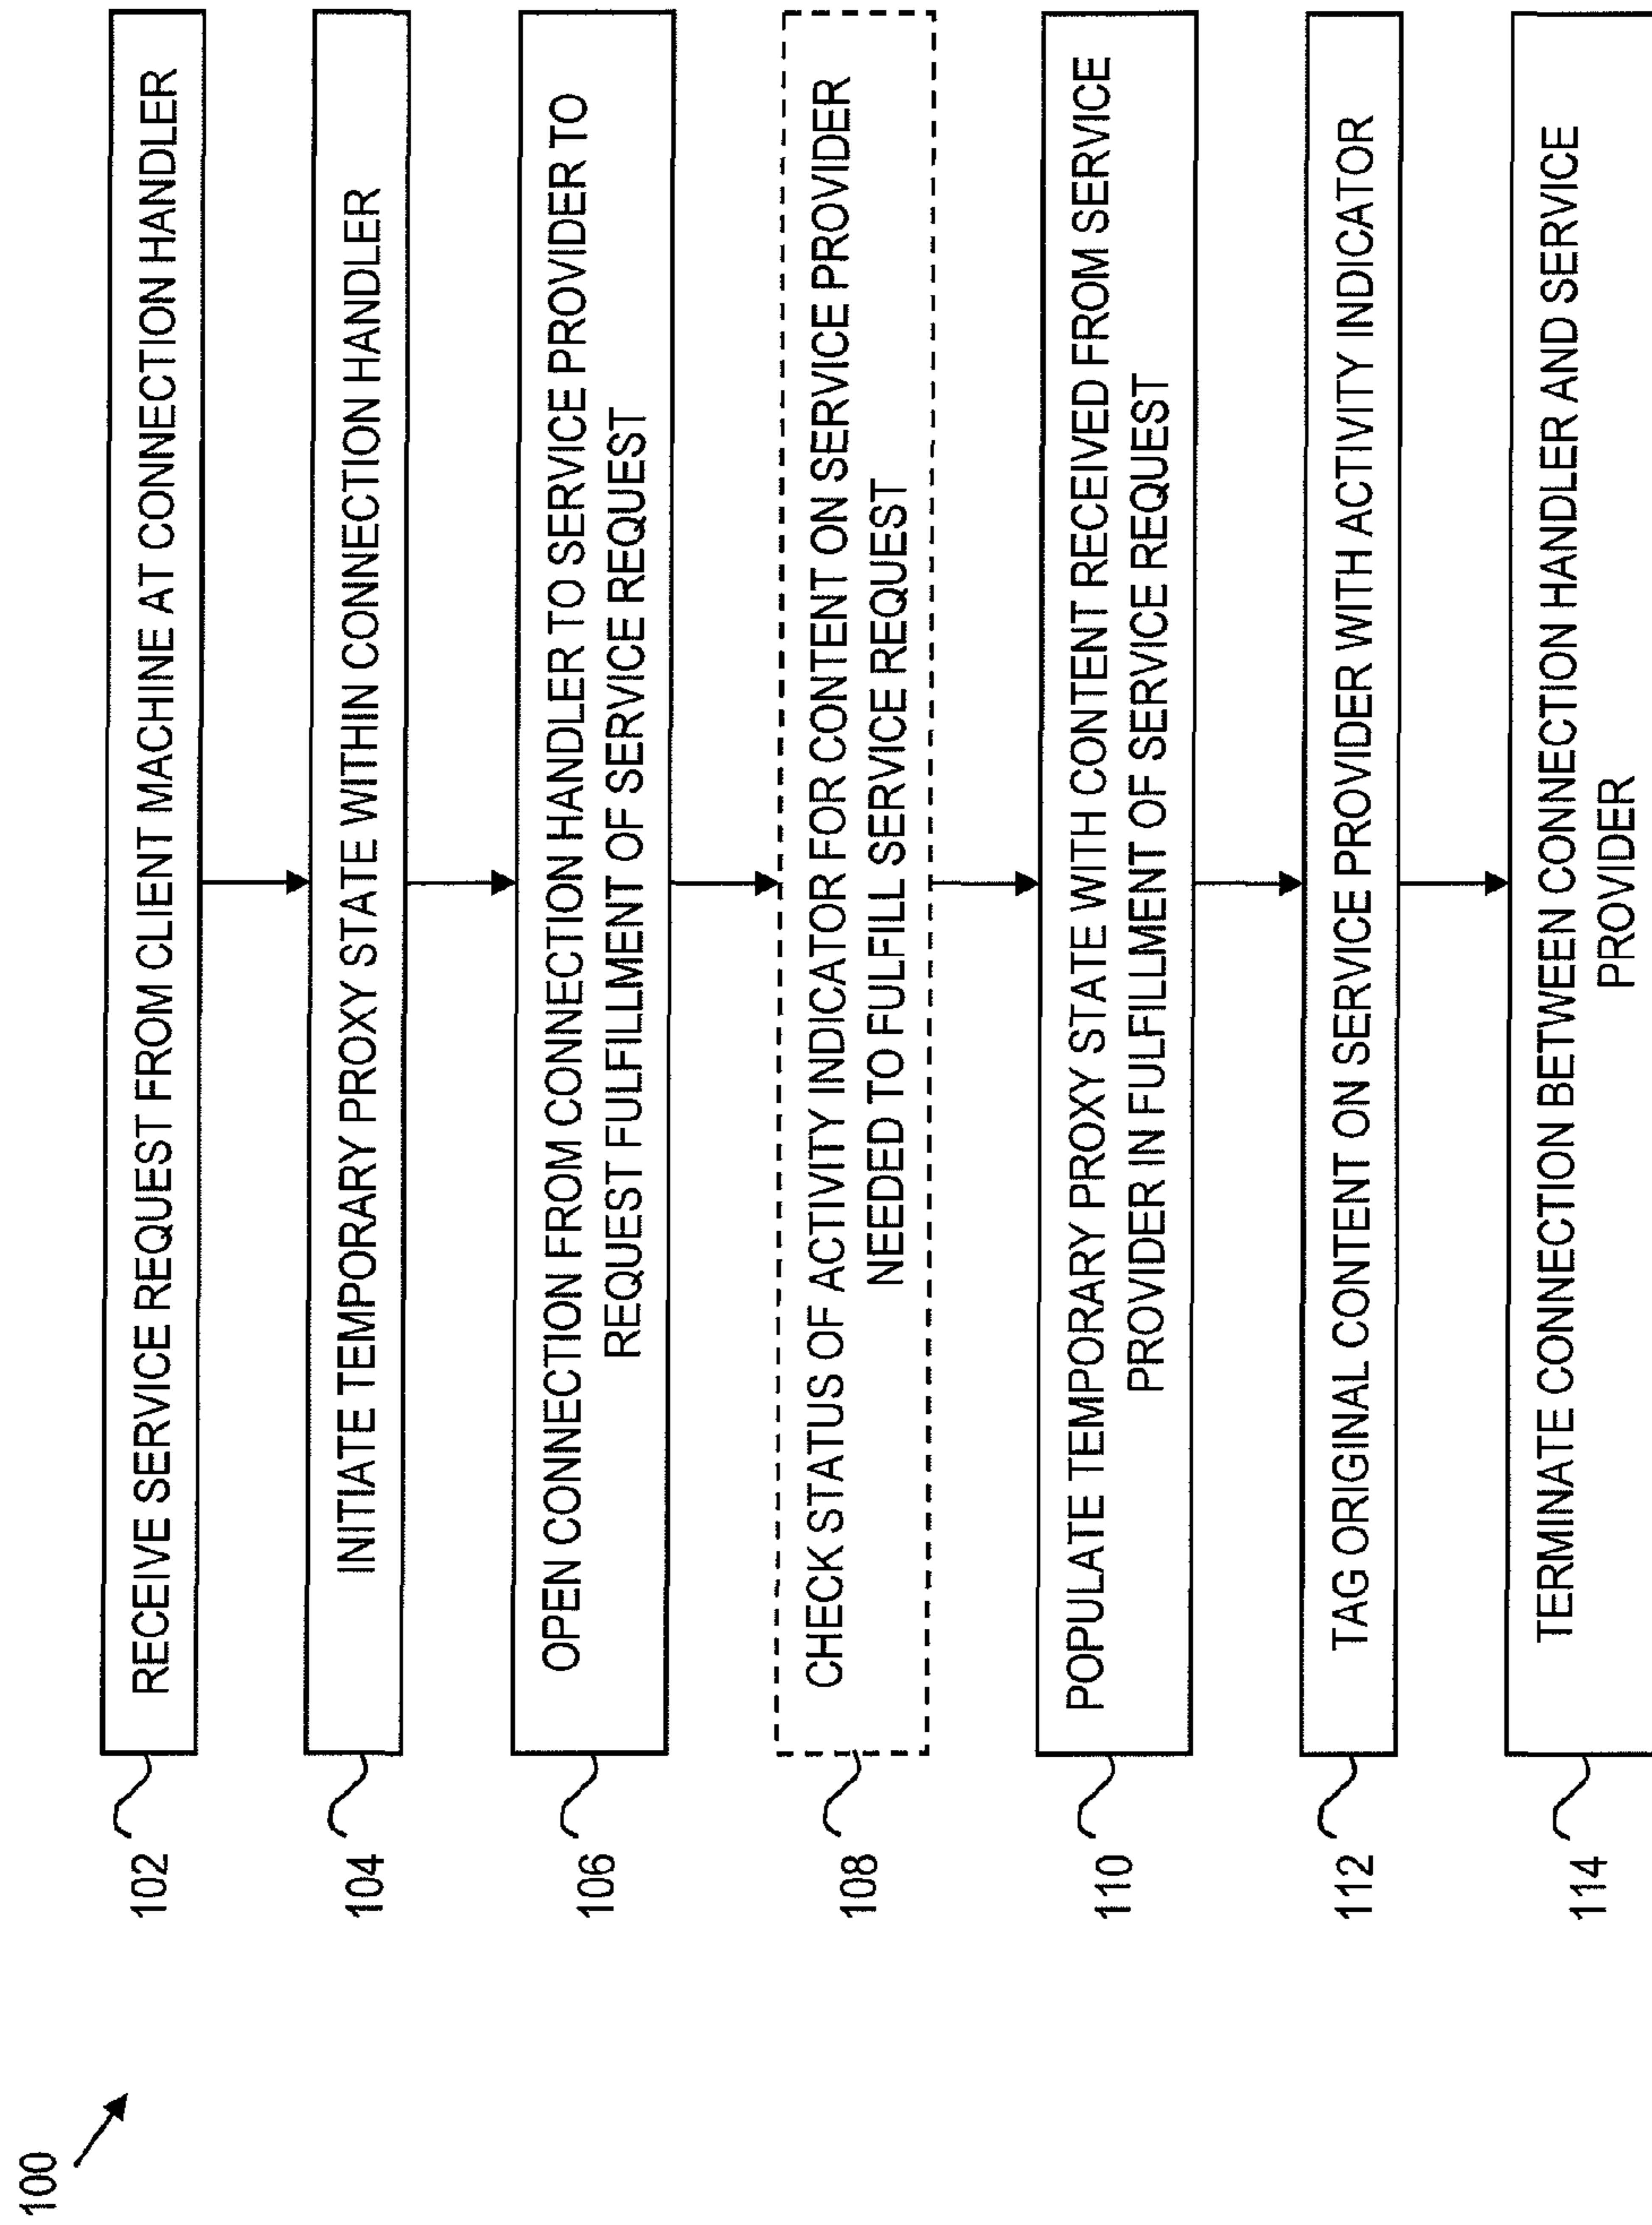 100
102
RECEIVE SERVICE REQUEST FROM CLIENT MACHINE AT CONNECTION HANDLER
104
INITIATE TEMPORARY PROXY STATE WITHIN CONNECTION HANDLER
106
OPEN CONNECTION FROM CONNECTION HANDLER TO SERVICE PROVIDER TO
REQUEST FULFILLMENT OF SERVICE REQUEST
108
CHECK STATUS OF ACTIVITY INDICATOR FOR CONTENT ON SERVICE PROVIDER
NEEDED TO FULFILL SERVICE REQUEST
110
POPULATE TEMPORARY PROXY STATE WITH CONTENT RECEIVED FROM SERVICE
PROVIDER IN FULFILLMENT OF SERVICE REQUEST
112
TAG ORIGINAL CONTENT ON SERVICE PROVIDER WITH ACTIVITY INDICATOR
114
TERMINATE CONNECTION BETWEEN CONNECTION HANDLER AND SERVICE
PROVIDER